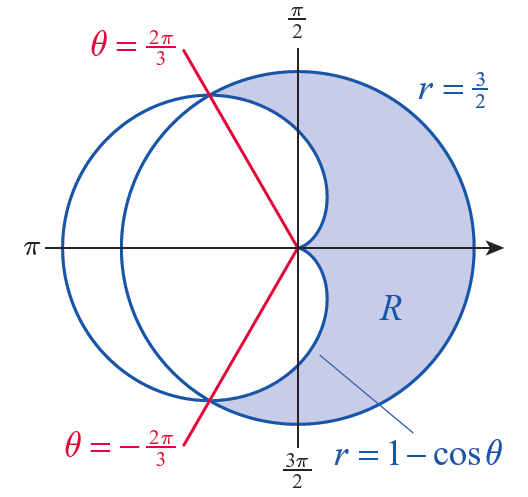 π/2
θ = 2π/3
r = 3/2
π
R
θ = − 2π/3
3π/2
r = 1 − cos θ